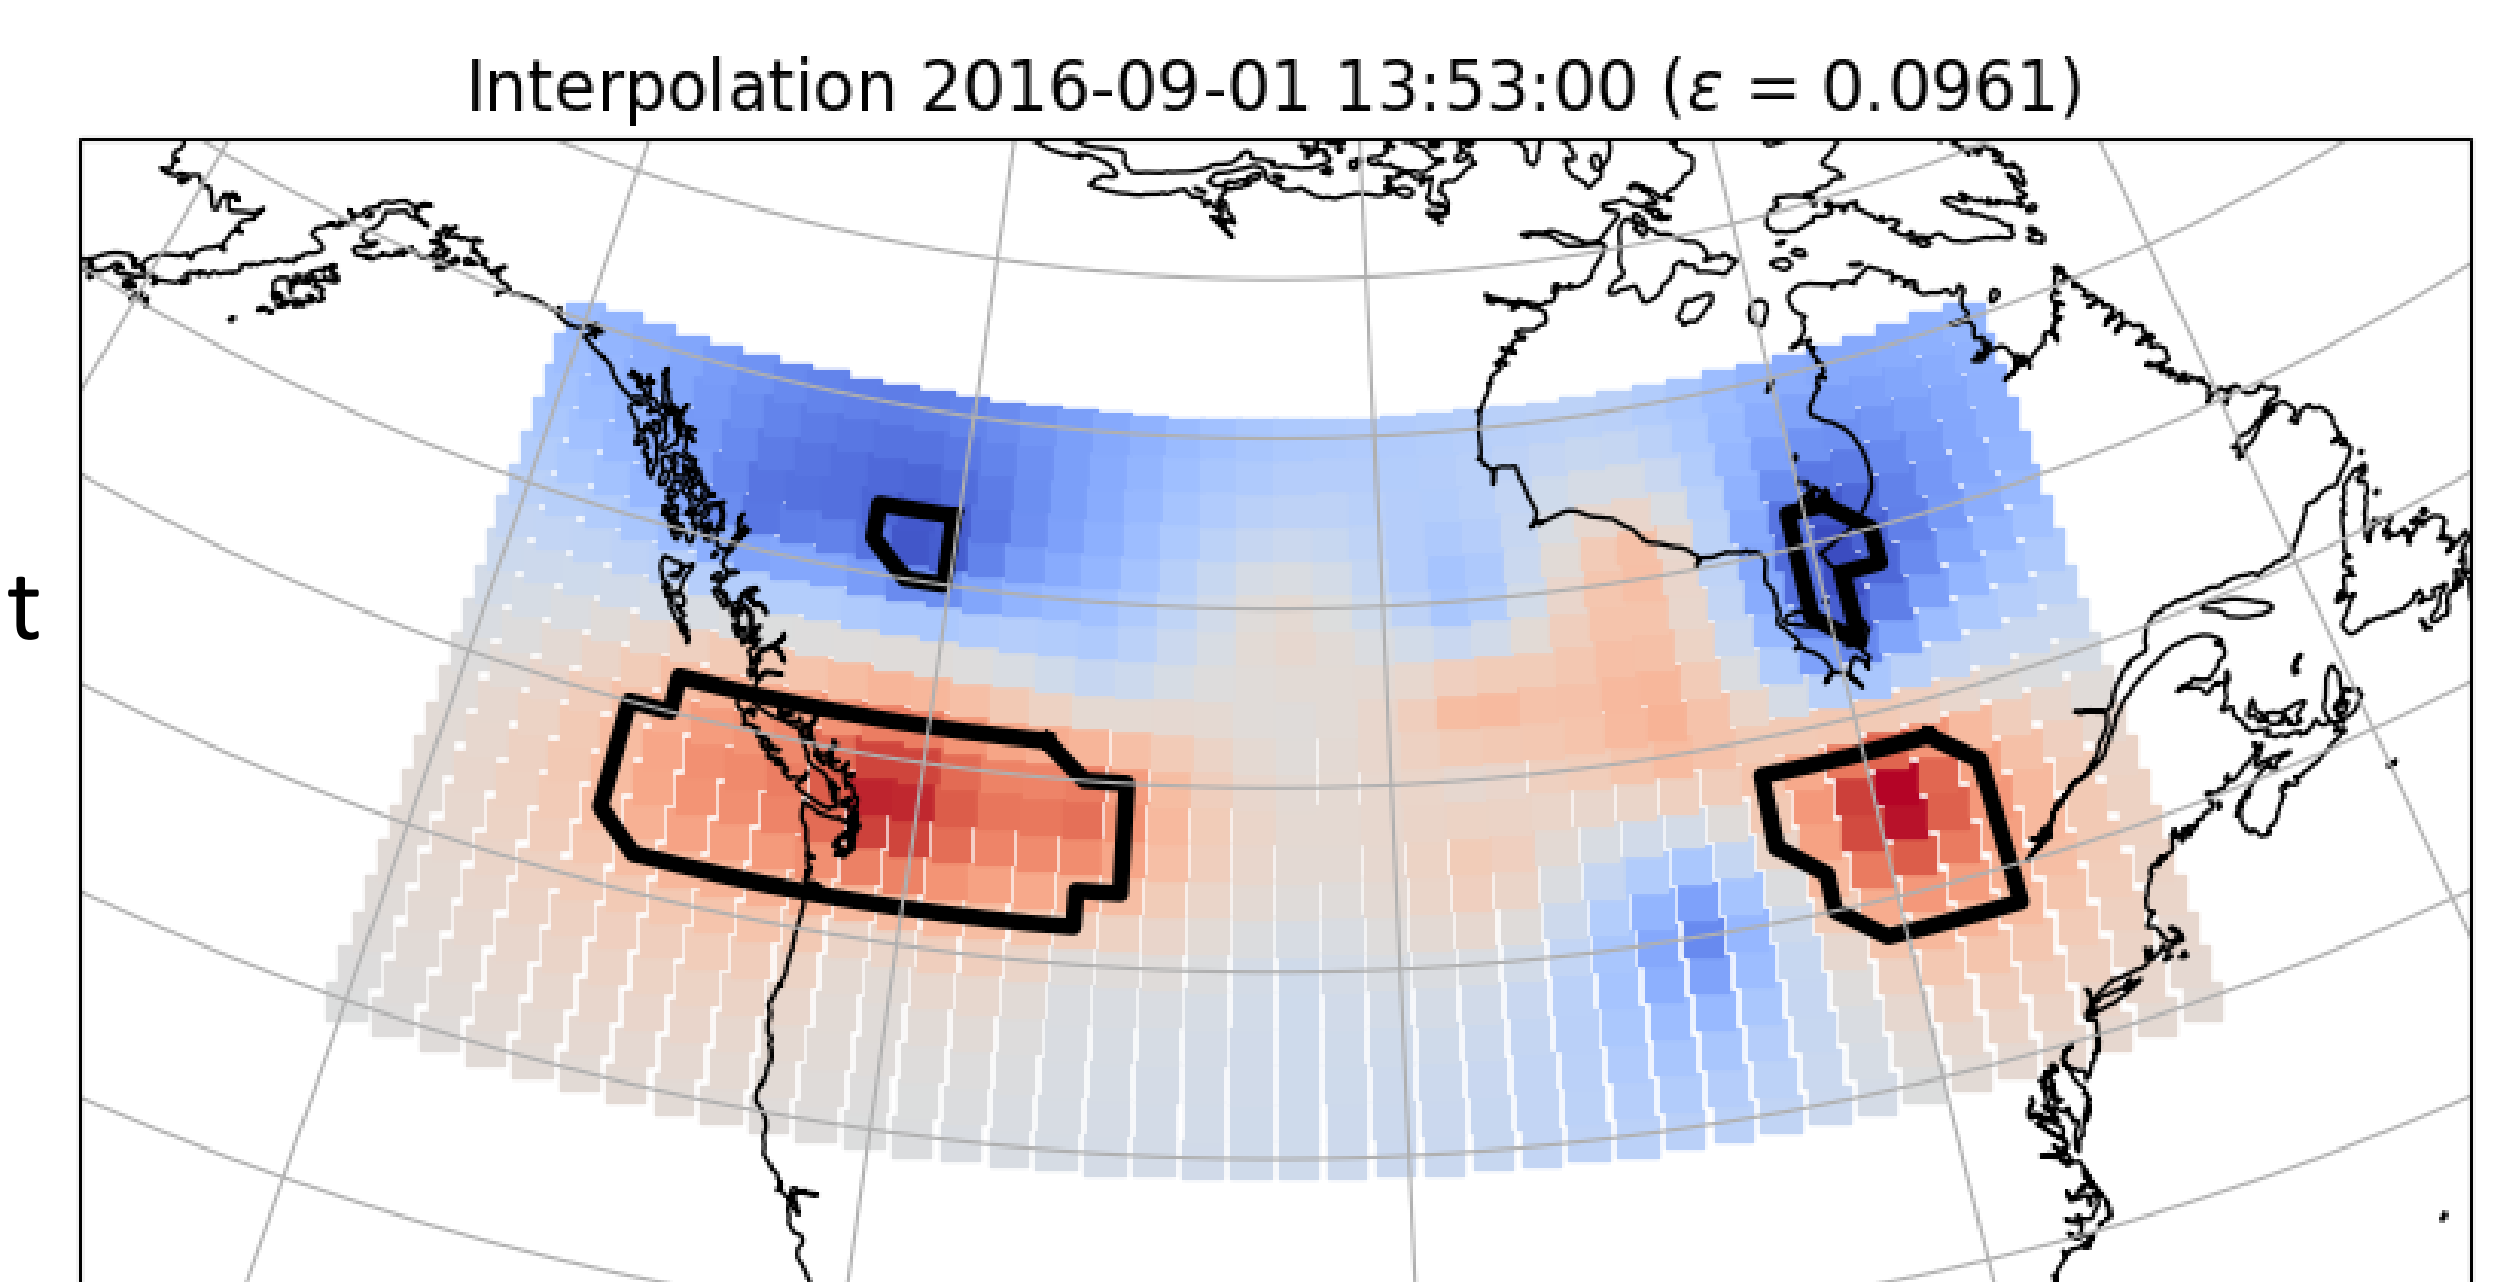 Interpolation 2016-09-01 13:53:00 (ε = 0.0961)
t